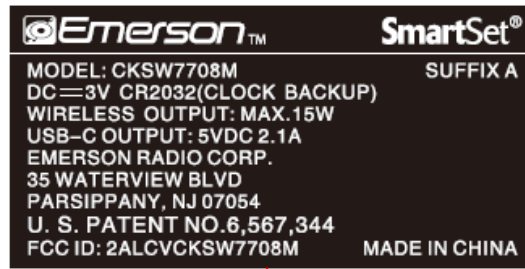 Emerson™ SmartSet®
MODEL: CKSW7708M SUFFIX A
DC⎓3V CR2032(CLOCK BACKUP)
WIRELESS OUTPUT: MAX.15W
USB–C OUTPUT: 5VDC 2.1A
EMERSON RADIO CORP.
35 WATERVIEW BLVD
PARSIPPANY, NJ 07054
U. S. PATENT NO.6,567,344
FCC ID: 2ALCVCKSW7708M MADE IN CHINA